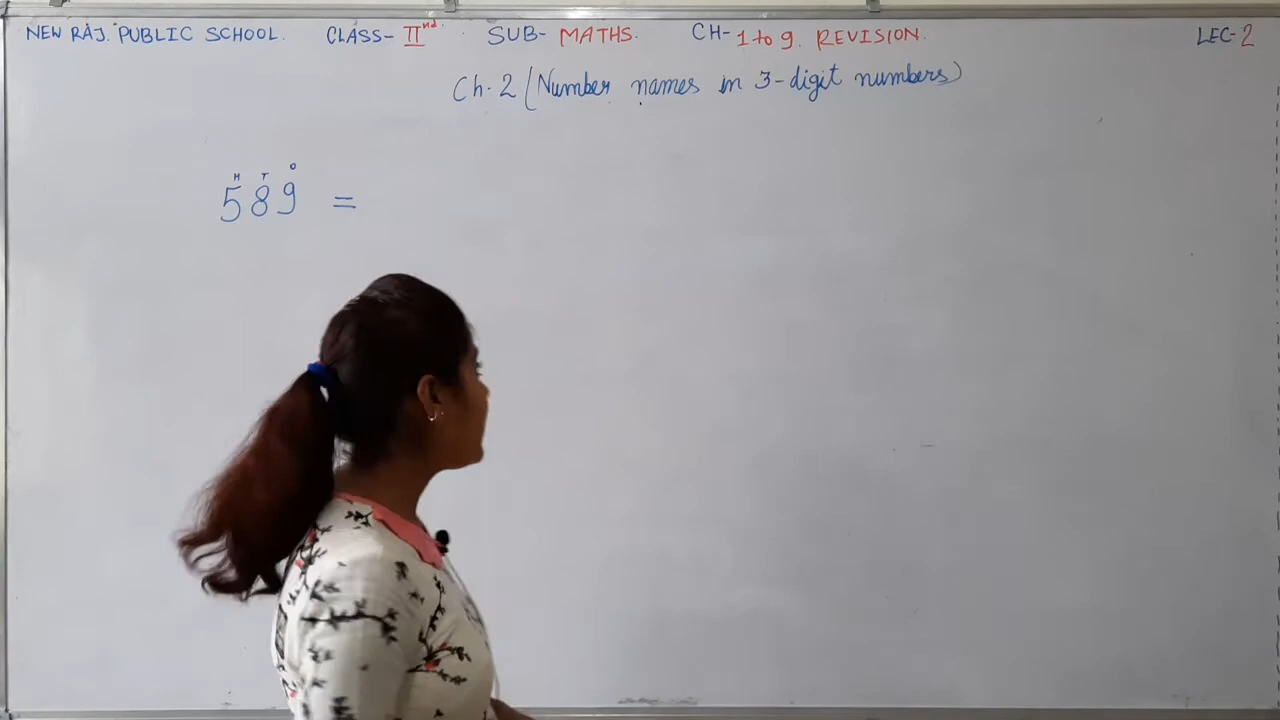 NEW RAJ. PUBLIC SCHOOL. CLASS- IInd. SUB- MATHS. CH- 1 to 9. REVISION. LEC-2
Ch. 2 (Number names in 3-digit numbers)
H T O
589 =